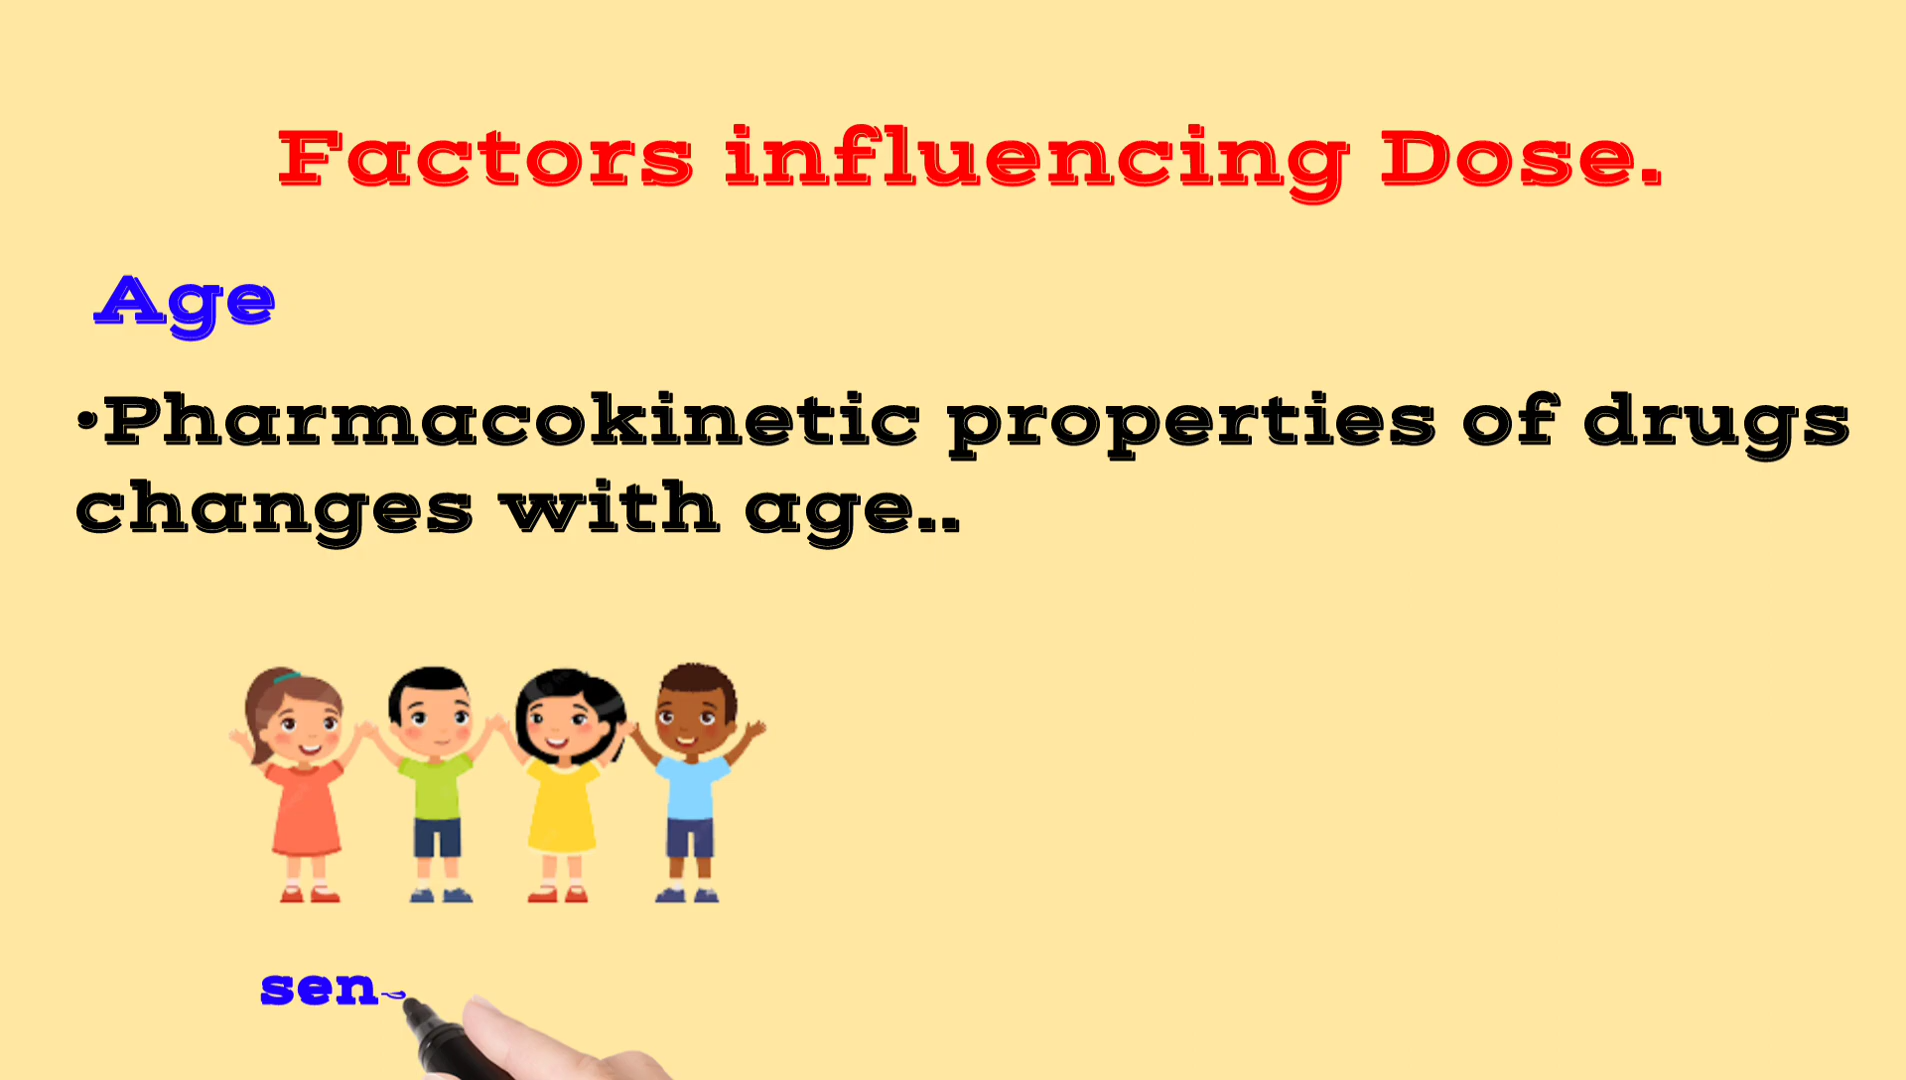 Factors influencing Dose.
Age
•Pharmacokinetic properties of drugs
changes with age..
sen